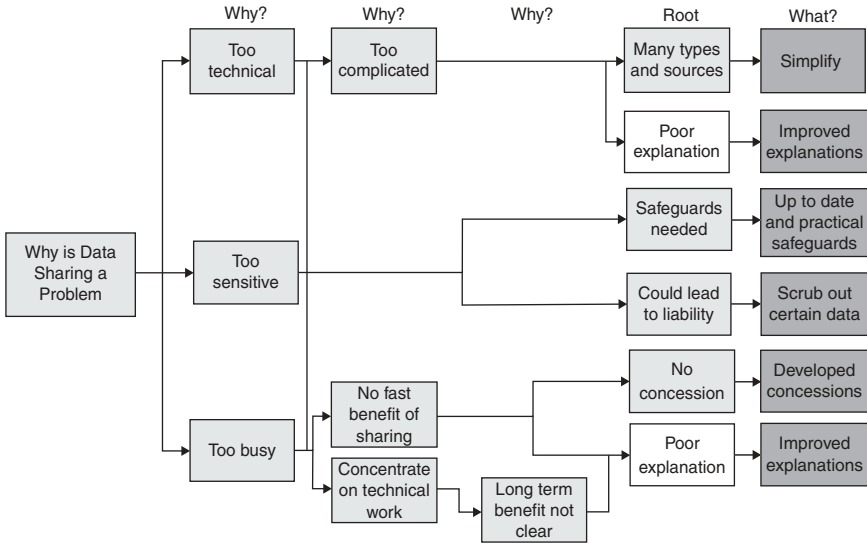 Why?
Why?
Why?
Root
What?
Too
technical
Too
complicated
Many types
and sources
Simplify
Poor
explanation
Improved
explanations
Why is Data
Sharing a
Problem
Too
sensitive
Safeguards
needed
Up to date
and practical
safeguards
Could lead
to liability
Scrub out
certain data
Too busy
No fast
benefit of
sharing
No
concession
Developed
concessions
Concentrate
on technical
work
Long term
benefit not
clear
Poor
explanation
Improved
explanations